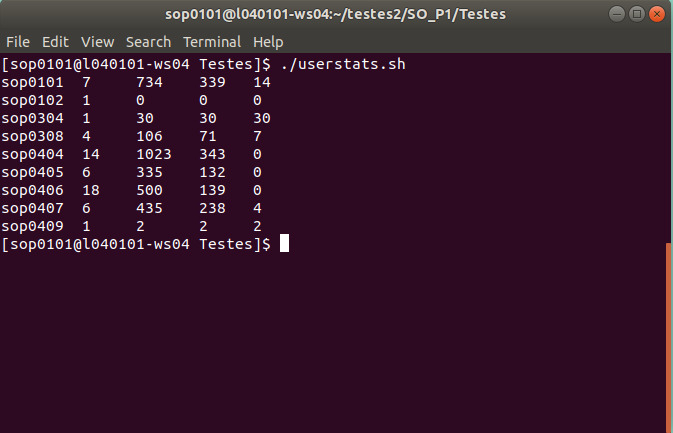 sop0101@l040101-ws04:~/testes2/SO_P1/Testes
File Edit View Search Terminal Help
[sop0101@l040101-ws04 Testes]$ ./userstats.sh
sop0101 7 734 339 14
sop0102 1 0 0 0
sop0304 1 30 30 30
sop0308 4 106 71 7
sop0404 14 1023 343 0
sop0405 6 335 132 0
sop0406 18 500 139 0
sop0407 6 435 238 4
sop0409 1 2 2 2
[sop0101@l040101-ws04 Testes]$